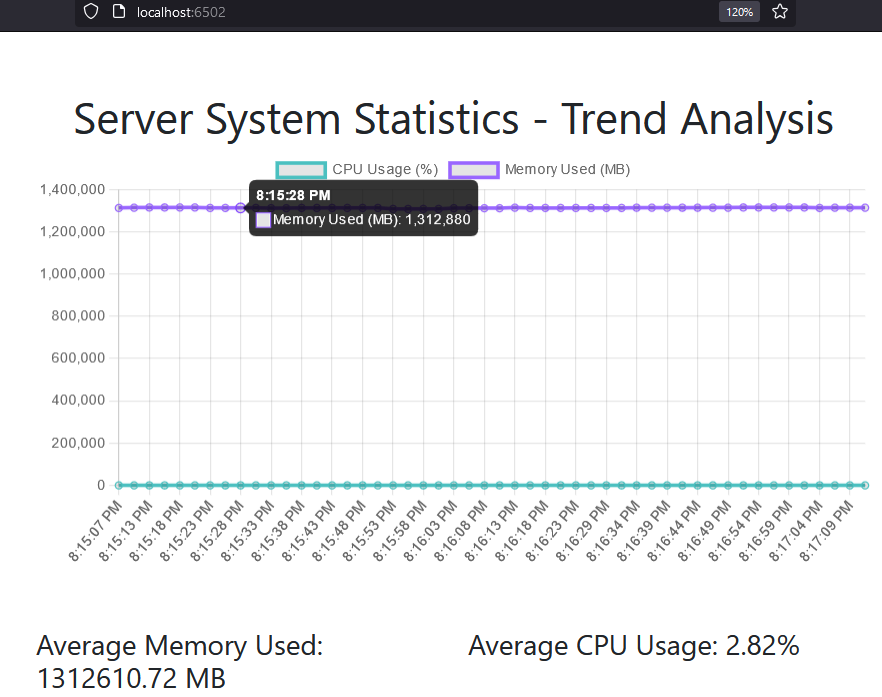 localhost:6502
120%
Server System Statistics - Trend Analysis
CPU Usage (%) Memory Used (MB)
8:15:28 PM
Memory Used (MB): 1,312,880
1,400,000
1,200,000
1,000,000
800,000
600,000
400,000
200,000
0
8:15:07 PM
8:15:13 PM
8:15:18 PM
8:15:23 PM
8:15:28 PM
8:15:33 PM
8:15:38 PM
8:15:43 PM
8:15:48 PM
8:15:53 PM
8:15:58 PM
8:16:03 PM
8:16:08 PM
8:16:13 PM
8:16:18 PM
8:16:23 PM
8:16:29 PM
8:16:34 PM
8:16:39 PM
8:16:44 PM
8:16:49 PM
8:16:54 PM
8:16:59 PM
8:17:04 PM
8:17:09 PM
Average Memory Used:
1312610.72 MB
Average CPU Usage: 2.82%